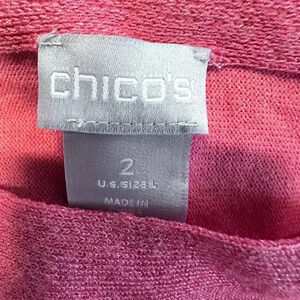 chico's
2
U.S. SIZE L
MADE IN